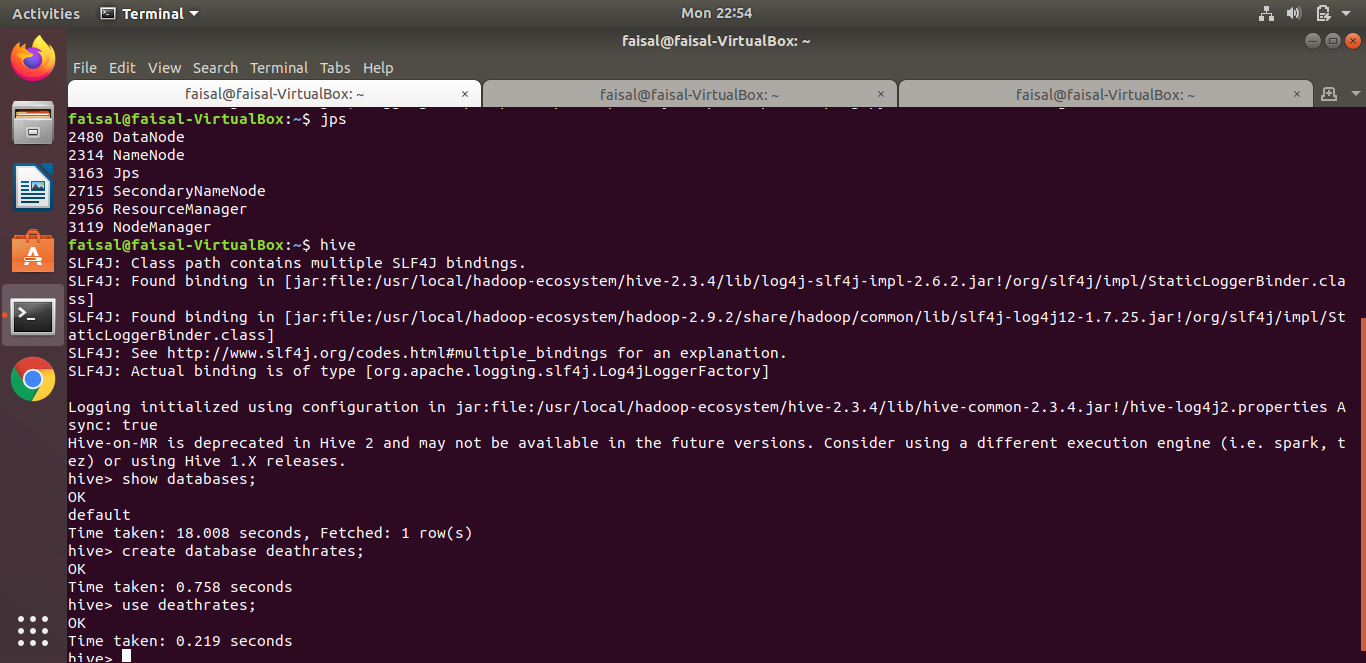 Activities
Terminal
Mon 22:54
faisal@faisal-VirtualBox: ~
File Edit View Search Terminal Tabs Help
faisal@faisal-VirtualBox: ~ × faisal@faisal-VirtualBox: ~ × faisal@faisal-VirtualBox: ~ ×
faisal@faisal-VirtualBox:~$ jps
2480 DataNode
2314 NameNode
3163 Jps
2715 SecondaryNameNode
2956 ResourceManager
3119 NodeManager
faisal@faisal-VirtualBox:~$ hive
SLF4J: Class path contains multiple SLF4J bindings.
SLF4J: Found binding in [jar:file:/usr/local/hadoop-ecosystem/hive-2.3.4/lib/log4j-slf4j-impl-2.6.2.jar!/org/slf4j/impl/StaticLoggerBinder.cla
ss]
SLF4J: Found binding in [jar:file:/usr/local/hadoop-ecosystem/hadoop-2.9.2/share/hadoop/common/lib/slf4j-log4j12-1.7.25.jar!/org/slf4j/impl/St
aticLoggerBinder.class]
SLF4J: See http://www.slf4j.org/codes.html#multiple_bindings for an explanation.
SLF4J: Actual binding is of type [org.apache.logging.slf4j.Log4jLoggerFactory]
Logging initialized using configuration in jar:file:/usr/local/hadoop-ecosystem/hive-2.3.4/lib/hive-common-2.3.4.jar!/hive-log4j2.properties A
sync: true
Hive-on-MR is deprecated in Hive 2 and may not be available in the future versions. Consider using a different execution engine (i.e. spark, t
ez) or using Hive 1.X releases.
hive> show databases;
OK
default
Time taken: 18.008 seconds, Fetched: 1 row(s)
hive> create database deathrates;
OK
Time taken: 0.758 seconds
hive> use deathrates;
OK
Time taken: 0.219 seconds
hive>